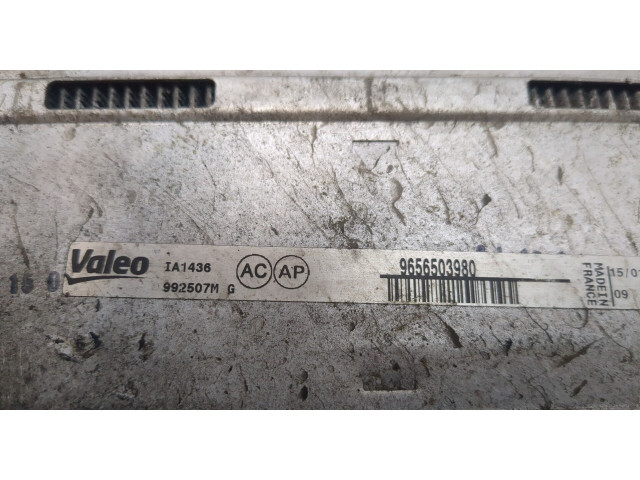 Valeo
IA1436
992507M G
AC AP
9656503980
MADE IN
FRANCE
15/0
09